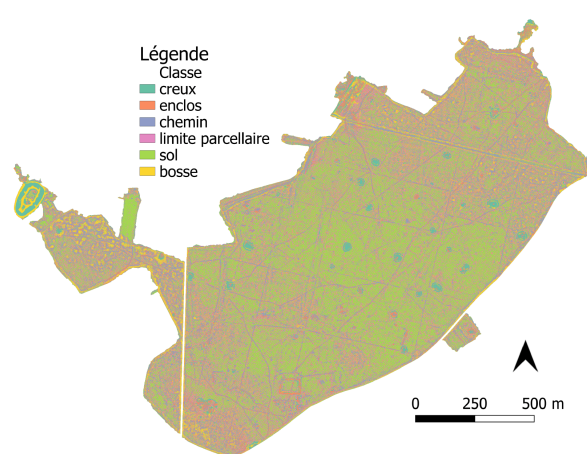 Légende
Classe
creux
enclos
chemin
limite parcellaire
sol
bosse
0 250 500 m